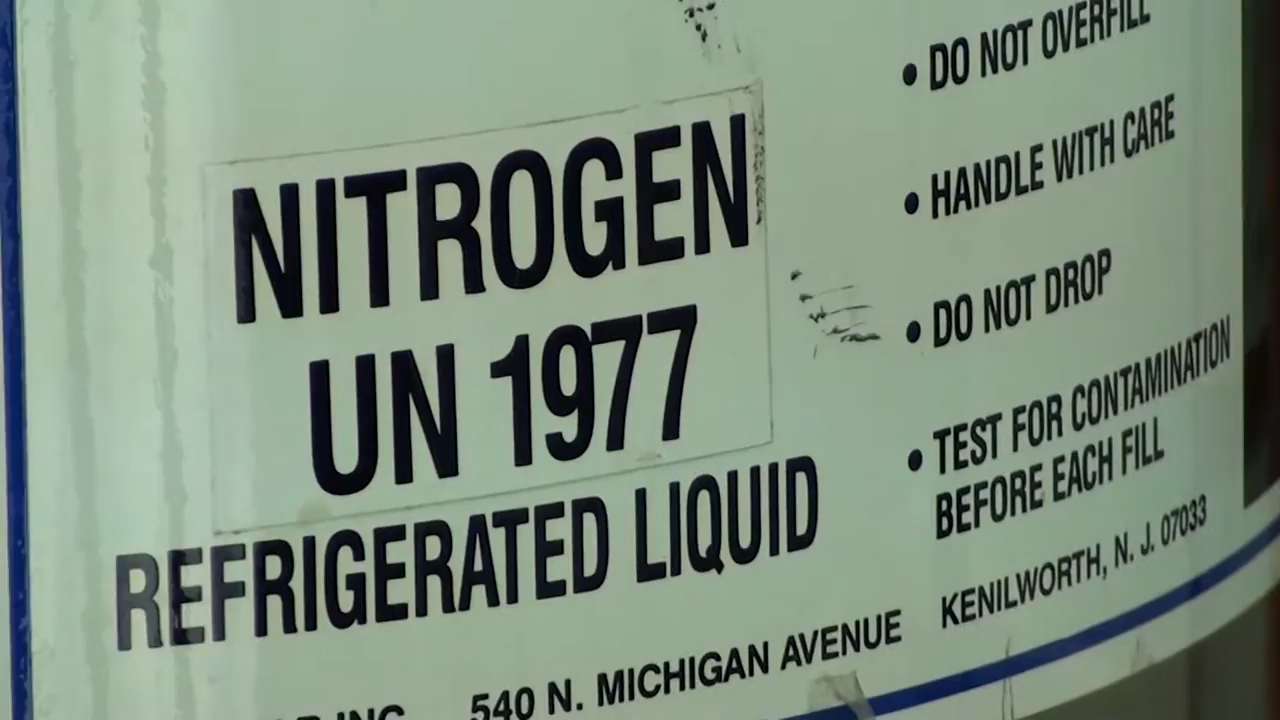 NITROGEN
UN 1977
REFRIGERATED LIQUID
• DO NOT OVERFILL
• HANDLE WITH CARE
• DO NOT DROP
• TEST FOR CONTAMINATION
BEFORE EACH FILL
INC 540 N. MICHIGAN AVENUE KENILWORTH, N. J. 07033